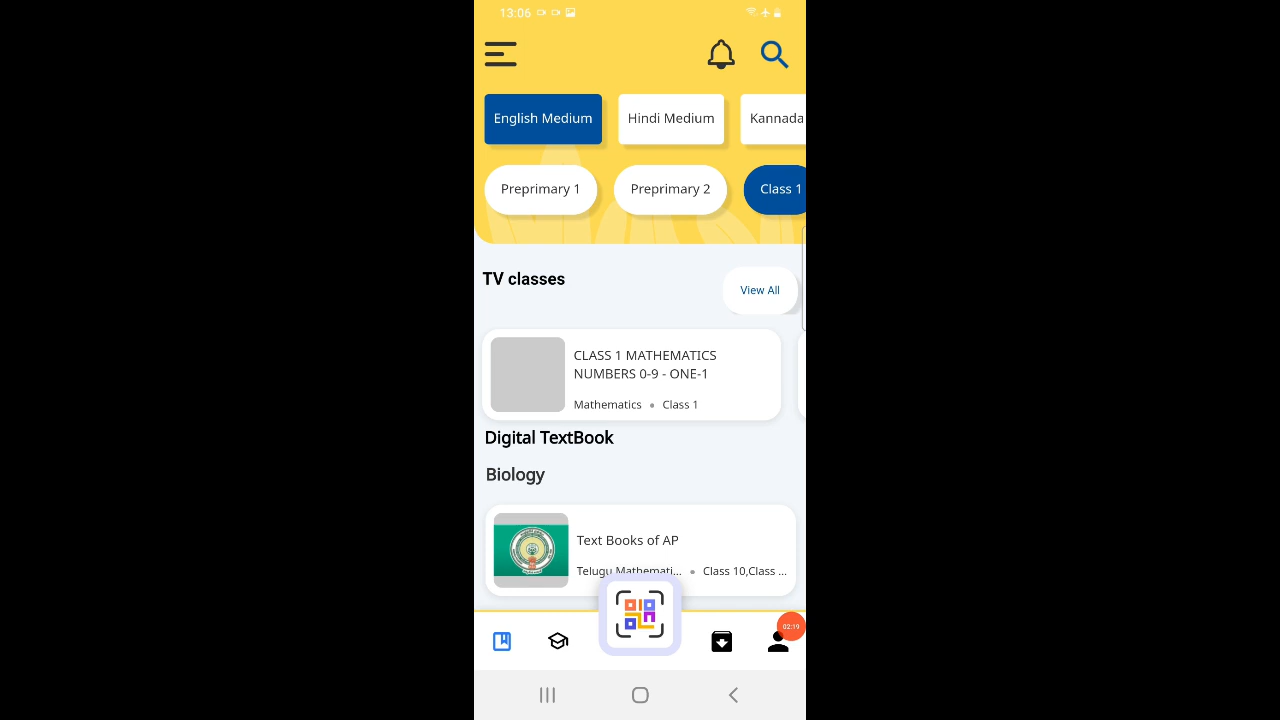 13:06
English Medium
Hindi Medium
Kannada
Preprimary 1
Preprimary 2
Class 1
TV classes
View All
CLASS 1 MATHEMATICS
NUMBERS 0-9 - ONE-1
Mathematics • Class 1
Digital TextBook
Biology
Text Books of AP
Telugu Mathemati... • Class 10,Class ...
02:19